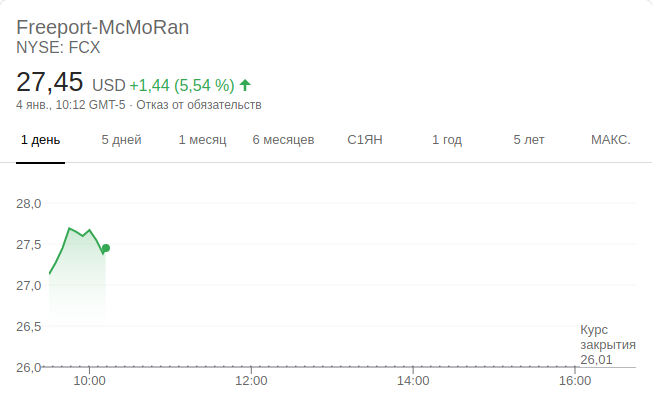 Freeport-McMoRan
NYSE: FCX
27,45 USD +1,44 (5,54 %)
4 янв., 10:12 GMT-5 · Отказ от обязательств
1 день 5 дней 1 месяц 6 месяцев С1ЯН 1 год 5 лет МАКС.
28,0
27,5
27,0
26,5
Курс
закрытия
26,01
26,0
10:00 12:00 14:00 16:00